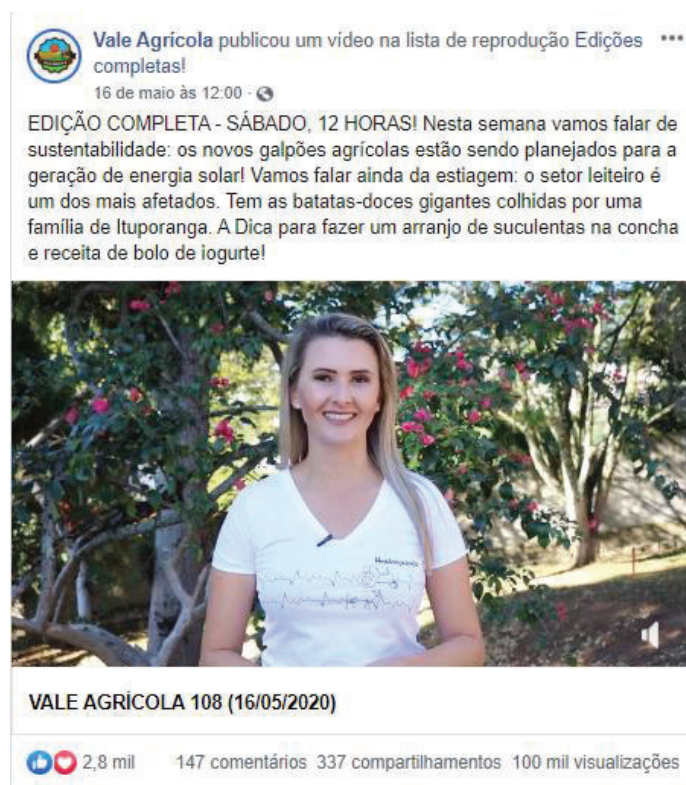 Vale Agrícola publicou um vídeo na lista de reprodução Edições
completas!
16 de maio às 12:00 ·
EDIÇÃO COMPLETA - SÁBADO, 12 HORAS! Nesta semana vamos falar de
sustentabilidade: os novos galpões agrícolas estão sendo planejados para a
geração de energia solar! Vamos falar ainda da estiagem: o setor leiteiro é
um dos mais afetados. Tem as batatas-doces gigantes colhidas por uma
família de Ituporanga. A Dica para fazer um arranjo de suculentas na concha
e receita de bolo de iogurte!
VALE AGRÍCOLA 108 (16/05/2020)
2,8 mil 147 comentários 337 compartilhamentos 100 mil visualizações